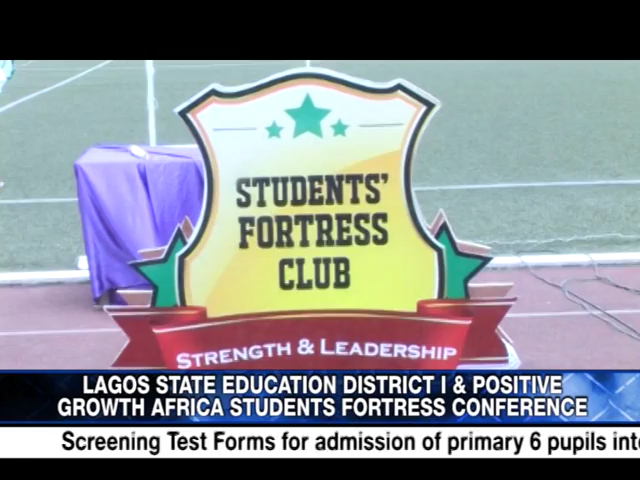 STUDENTS'
FORTRESS
CLUB
STRENGTH & LEADERSHIP
LAGOS STATE EDUCATION DISTRICT I & POSITIVE
GROWTH AFRICA STUDENTS FORTRESS CONFERENCE
Screening Test Forms for admission of primary 6 pupils int